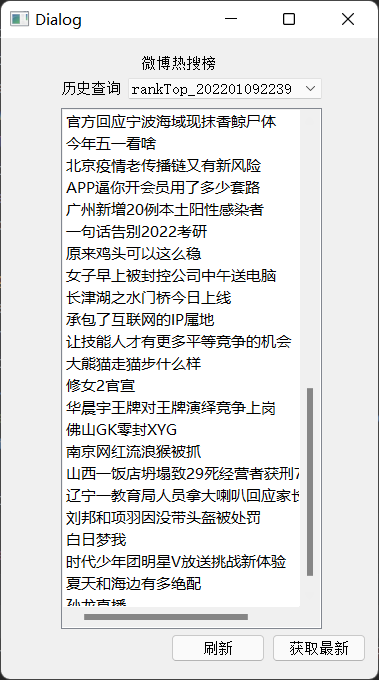 Dialog
微博热搜榜
历史查询 rankTop_202201092239
官方回应宁波海域现抹香鲸尸体
今年五一看啥
北京疫情老传播链又有新风险
APP逼你开会员用了多少套路
广州新增20例本土阳性感染者
一句话告别2022考研
原来鸡头可以这么稳
女子早上被封控公司中午送电脑
长津湖之水门桥今日上线
承包了互联网的IP属地
让技能人才有更多平等竞争的机会
大熊猫走猫步什么样
修女2官宣
华晨宇王牌对王牌演绎竞争上岗
佛山GK零封XYG
南京网红流浪猴被抓
山西一饭店坍塌致29死经营者获刑7
辽宁一教育局人员拿大喇叭回应家长
刘邦和项羽因没带头盔被处罚
白日梦我
时代少年团明星V放送挑战新体验
夏天和海边有多绝配
孙龙直播
刷新 获取最新